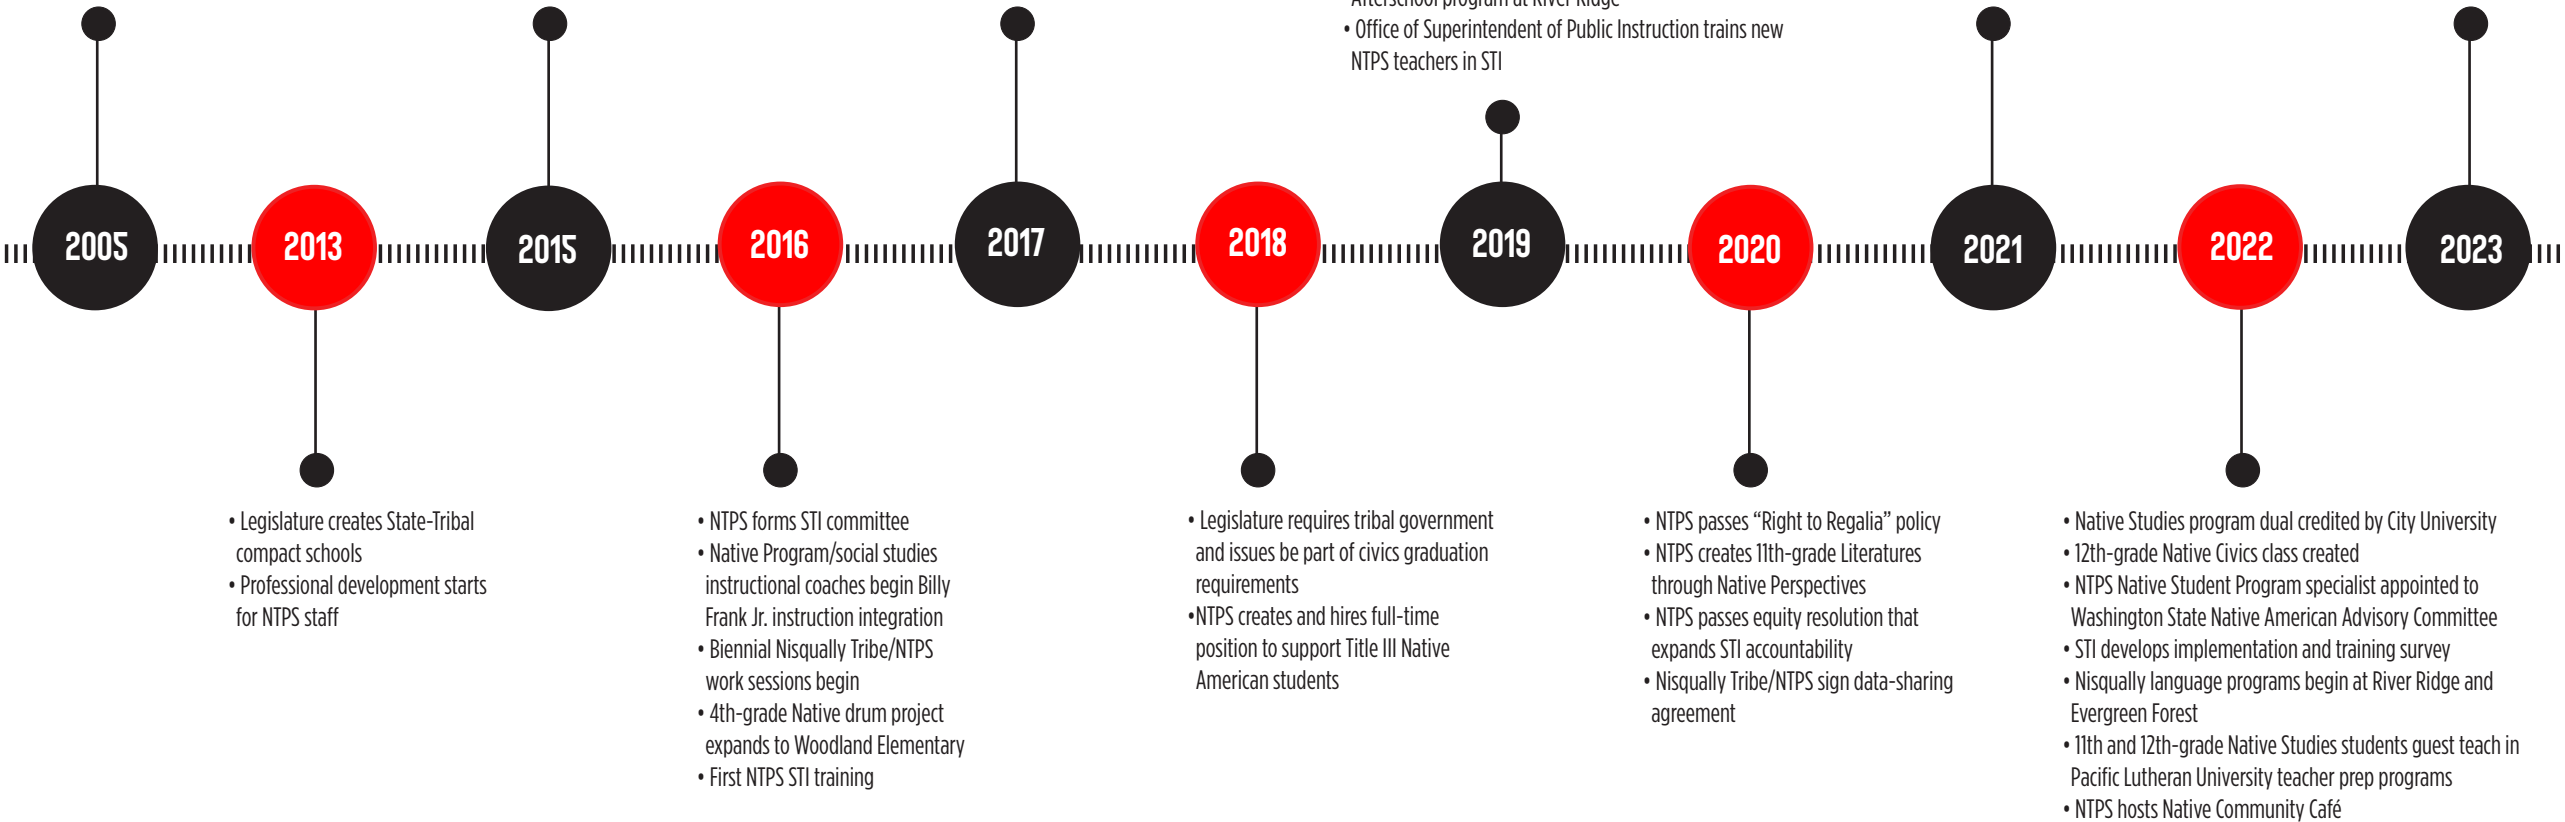 • Office of Superintendent of Public Instruction trains new
NTPS teachers in STI
2005
2013
2015
2016
2017
2018
2019
2020
2021
2022
2023
• Legislature creates State-Tribal
compact schools
• Professional development starts
for NTPS staff
• NTPS forms STI committee
• Native Program/social studies
instructional coaches begin Billy
Frank Jr. instruction integration
• Biennial Nisqually Tribe/NTPS
work sessions begin
• 4th-grade Native drum project
expands to Woodland Elementary
• First NTPS STI training
• Legislature requires tribal government
and issues be part of civics graduation
requirements
•NTPS creates and hires full-time
position to support Title III Native
American students
• NTPS passes “Right to Regalia” policy
• NTPS creates 11th-grade Literatures
through Native Perspectives
• NTPS passes equity resolution that
expands STI accountability
• Nisqually Tribe/NTPS sign data-sharing
agreement
• Native Studies program dual credited by City University
• 12th-grade Native Civics class created
• NTPS Native Student Program specialist appointed to
Washington State Native American Advisory Committee
• STI develops implementation and training survey
• Nisqually language programs begin at River Ridge and
Evergreen Forest
• 11th and 12th-grade Native Studies students guest teach in
Pacific Lutheran University teacher prep programs
• NTPS hosts Native Community Café